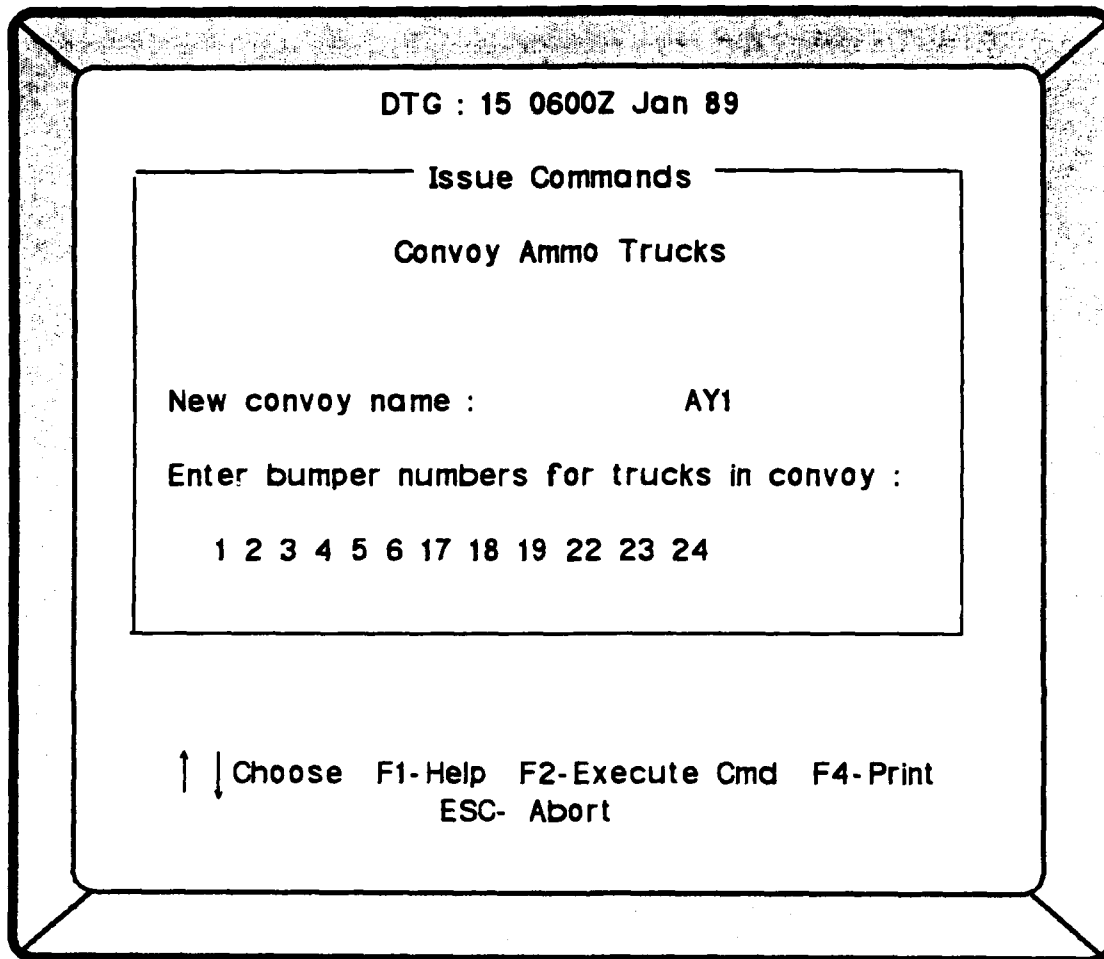 DTG : 15 0600Z Jan 89
Issue Commands
Convoy Ammo Trucks
New convoy name : AY1
Enter bumper numbers for trucks in convoy :
1 2 3 4 5 6 17 18 19 22 23 24
↑ ↓ Choose F1-Help F2-Execute Cmd F4-Print
ESC- Abort